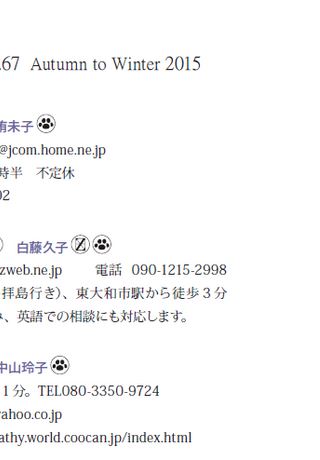 .67 Autumn to Winter 2015
未子
@jcom.home.ne.jp
時半　不定休
02
白藤久子
zweb.ne.jp　電話 090-1215-2998
拝島行き)、東大和市駅から徒歩３分
、英語での相談にも対応します。
中山玲子
１分。TEL080-3350-9724
ahoo.co.jp
athy.world.coocan.jp/index.html